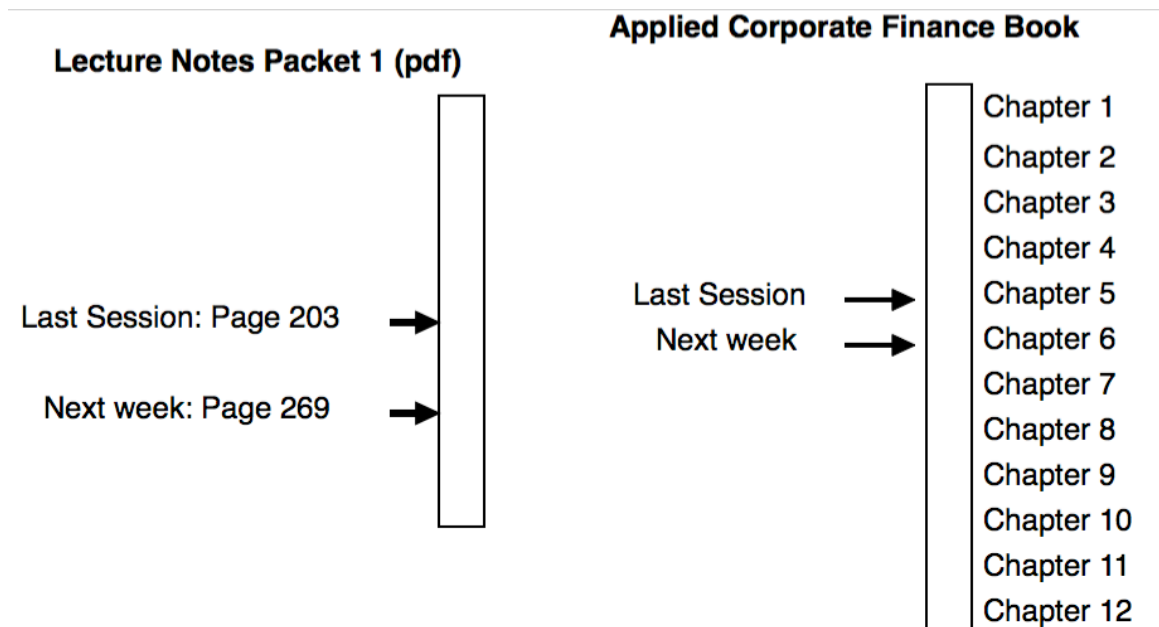 Applied Corporate Finance Book
Lecture Notes Packet 1 (pdf)
Last Session: Page 203
Next week: Page 269
Last Session
Next week
Chapter 1
Chapter 2
Chapter 3
Chapter 4
Chapter 5
Chapter 6
Chapter 7
Chapter 8
Chapter 9
Chapter 10
Chapter 11
Chapter 12